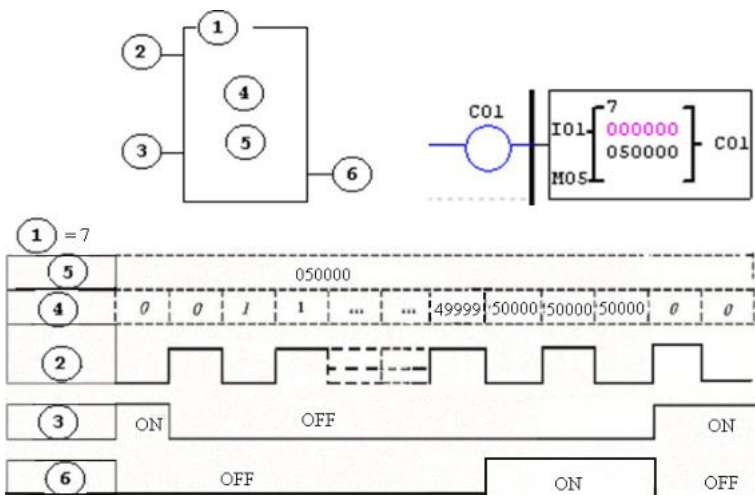 1
2
4
3
5
6
C01
I01
7
000000
050000
M05
C01
1 = 7
5 050000
4 0 0 1 1 ... ... 49999 50000 50000 50000 0 0
2
3 ON OFF ON
6 OFF ON OFF